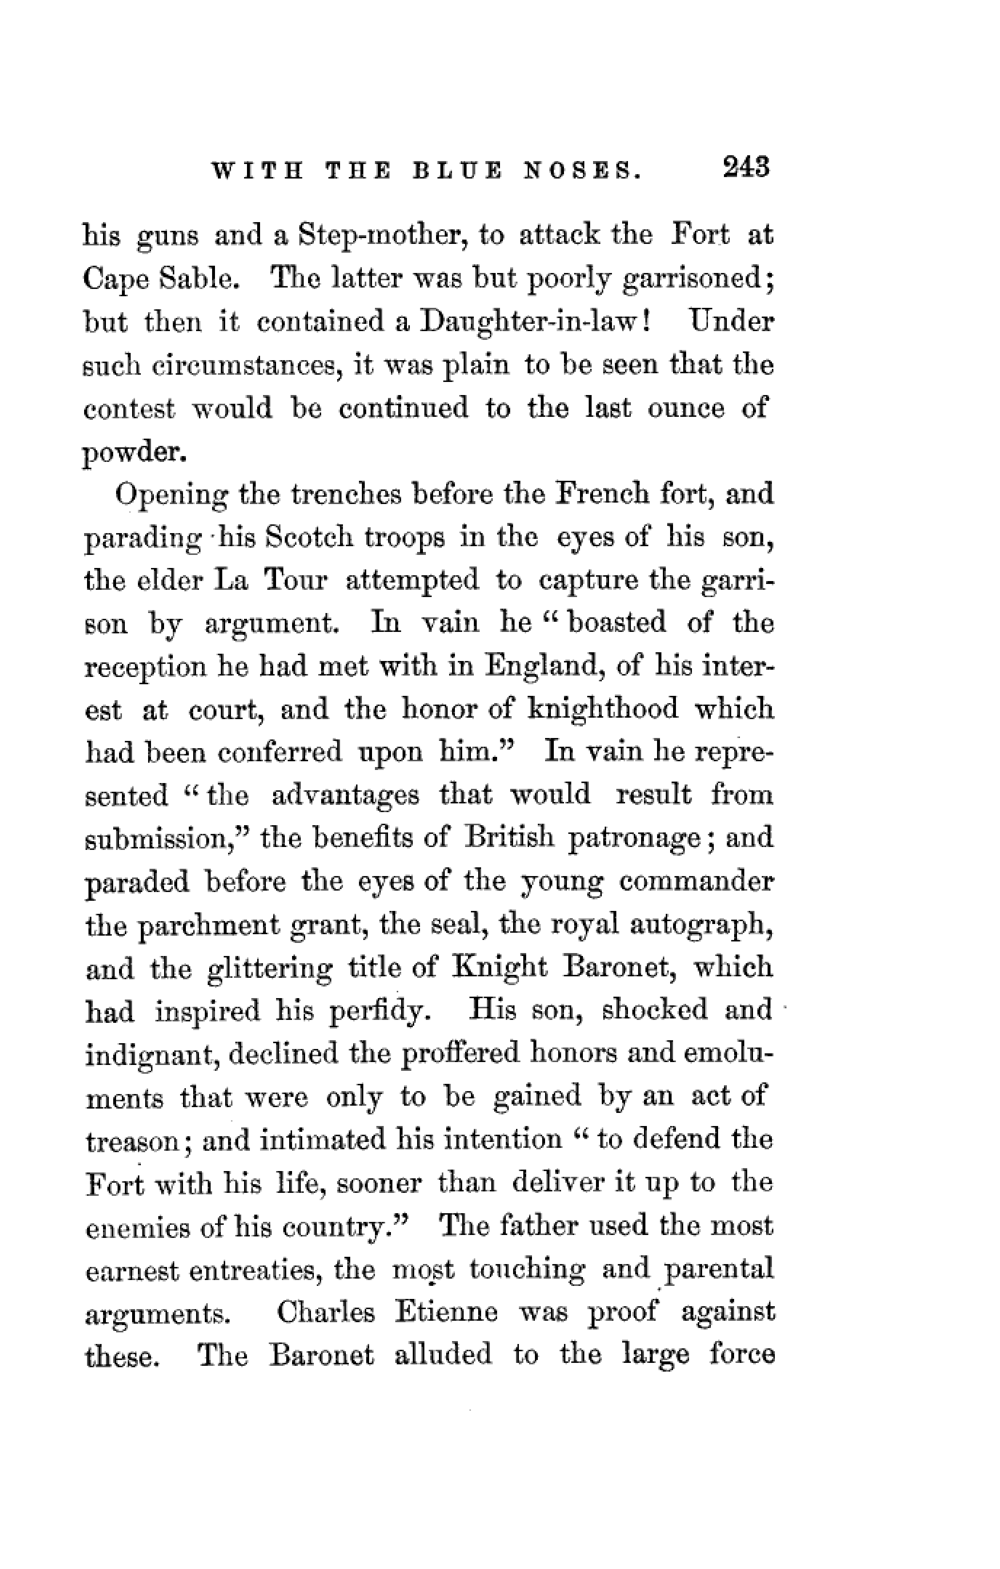 WITH THE BLUE NOSES. 243
his guns and a Step-mother, to attack the Fort at
Cape Sable. The latter was but poorly garrisoned;
but then it contained a Daughter-in-law! Under
such circumstances, it was plain to be seen that the
contest would be continued to the last ounce of
powder.
Opening the trenches before the French fort, and
parading his Scotch troops in the eyes of his son,
the elder La Tour attempted to capture the garri-
son by argument. In vain he “boasted of the
reception he had met with in England, of his inter-
est at court, and the honor of knighthood which
had been conferred upon him.” In vain he repre-
sented “the advantages that would result from
submission,” the benefits of British patronage; and
paraded before the eyes of the young commander
the parchment grant, the seal, the royal autograph,
and the glittering title of Knight Baronet, which
had inspired his perfidy. His son, shocked and
indignant, declined the proffered honors and emolu-
ments that were only to be gained by an act of
treason; and intimated his intention “to defend the
Fort with his life, sooner than deliver it up to the
enemies of his country.” The father used the most
earnest entreaties, the most touching and parental
arguments. Charles Etienne was proof against
these. The Baronet alluded to the large force